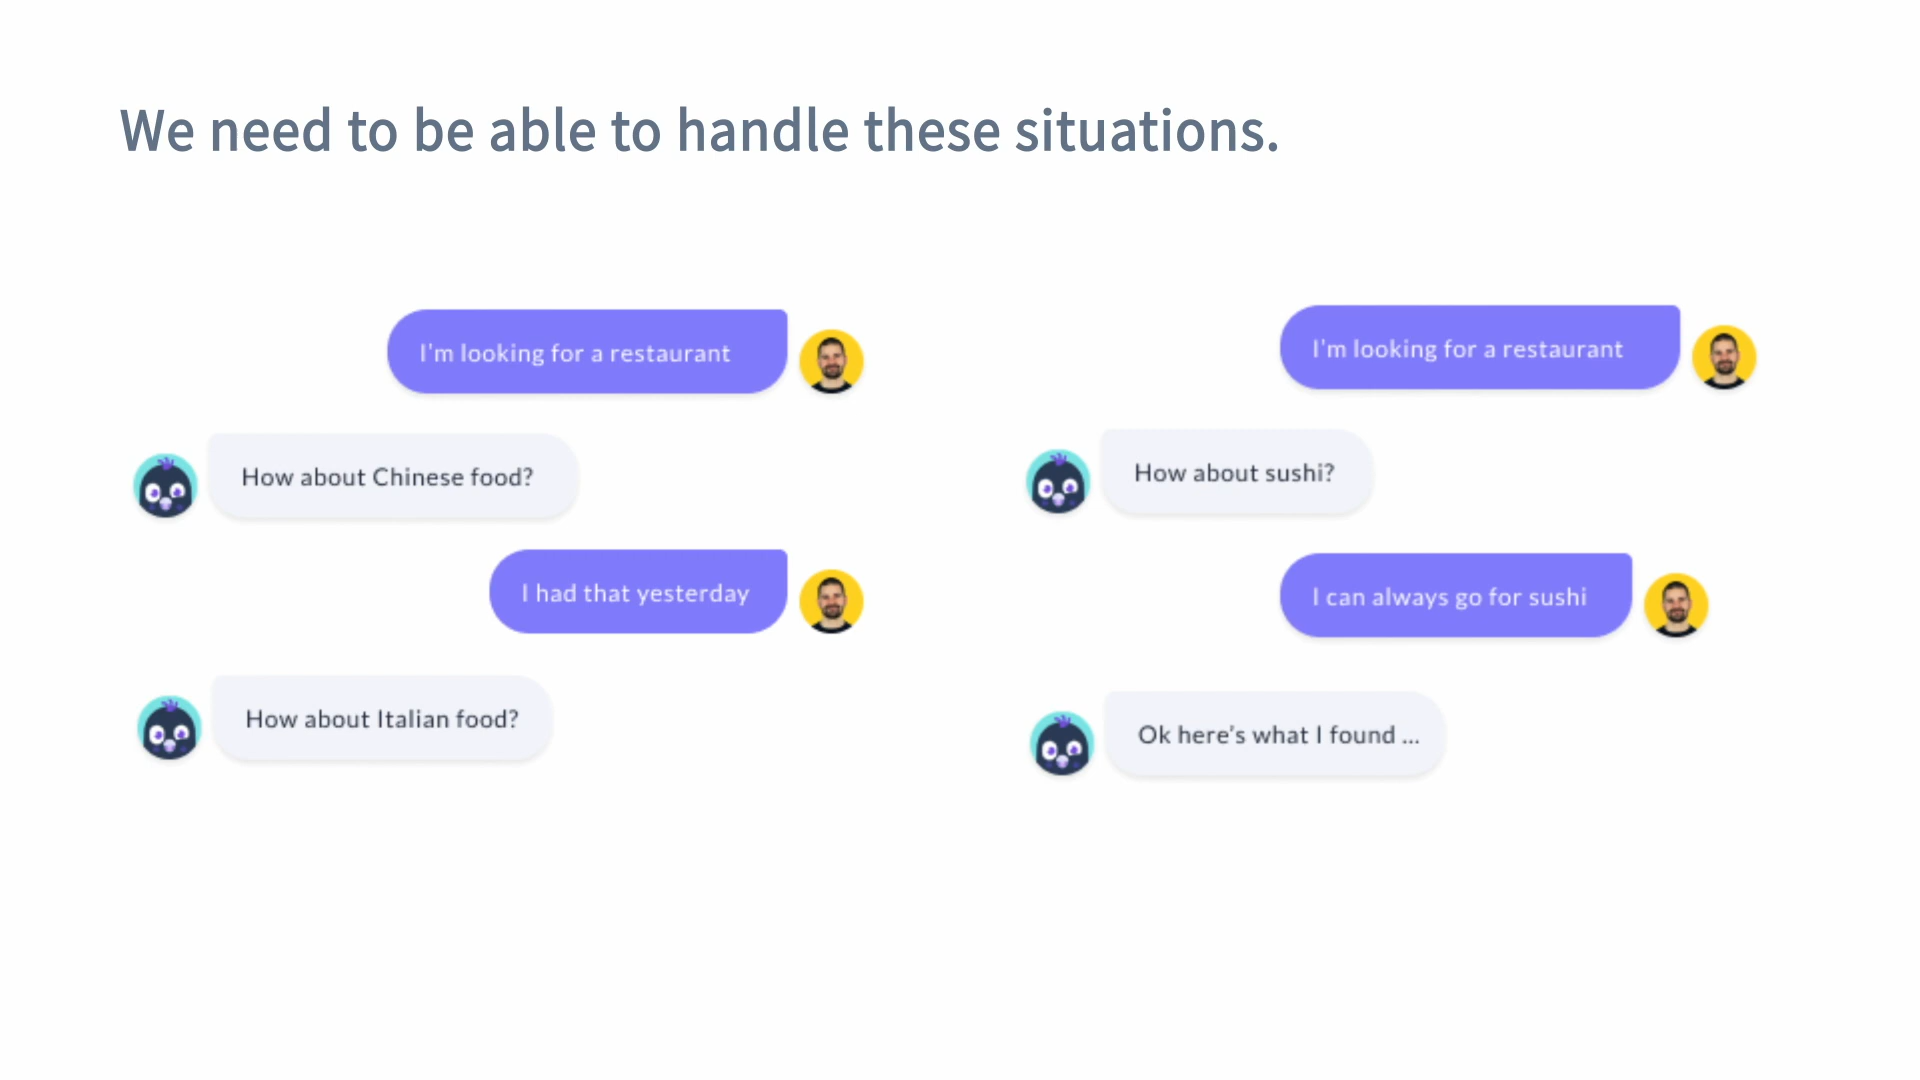 We need to be able to handle these situations.
I'm looking for a restaurant
How about Chinese food?
I had that yesterday
How about Italian food?
I'm looking for a restaurant
How about sushi?
I can always go for sushi
Ok here’s what I found ...